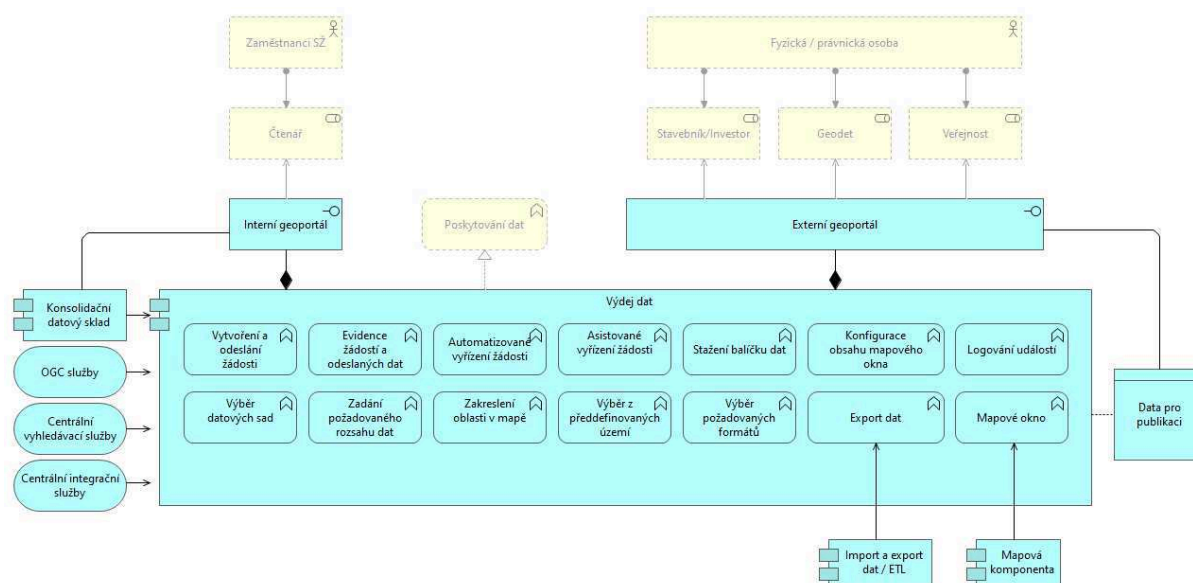 Zaměstnanci SŽ
Fyzická / právnická osoba
Čtenář
Stavebník/Investor
Geodet
Veřejnost
Interní geoportál
Poskytování dat
Externí geoportál
Konsolidační
datový sklad
Výdej dat
Vytvoření a
odeslání
žádosti
Evidence
žádostí a
odeslaných dat
Automatizované
vyřízení žádosti
Asistované
vyřízení žádosti
Stažení balíčku dat
Konfigurace
obsahu mapového
okna
Logování událostí
OGC služby
Výběr
datových sad
Zadání
požadovaného
rozsahu dat
Zakreslení
oblasti v mapě
Výběr z
předdefinovaných
území
Výběr
požadovaných
formátů
Export dat
Mapové okno
Data pro
publikaci
Centrální
vyhledávací služby
Centrální integrační
služby
Import a export
dat / ETL
Mapová
komponenta